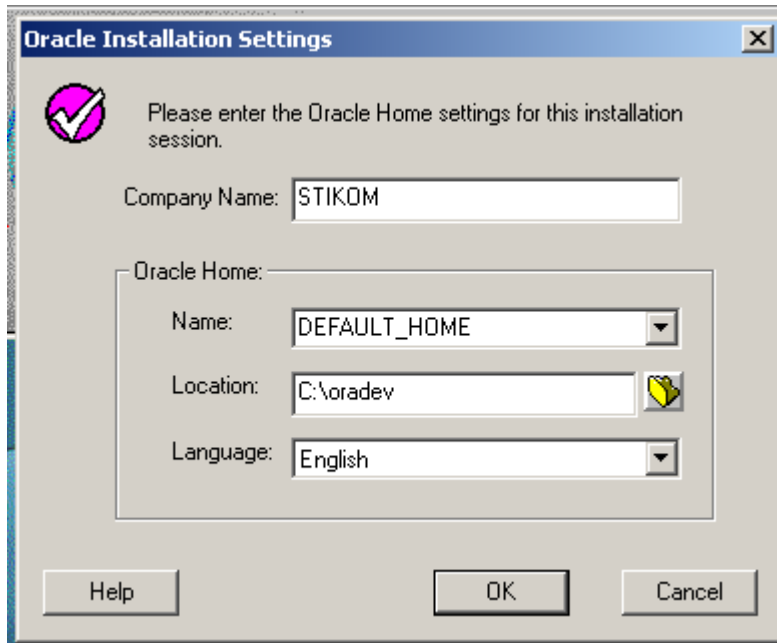 Oracle Installation Settings
Please enter the Oracle Home settings for this installation
session.
Company Name: STIKOM
Oracle Home:
Name: DEFAULT_HOME
Location: C:\oradev
Language: English
Help OK Cancel